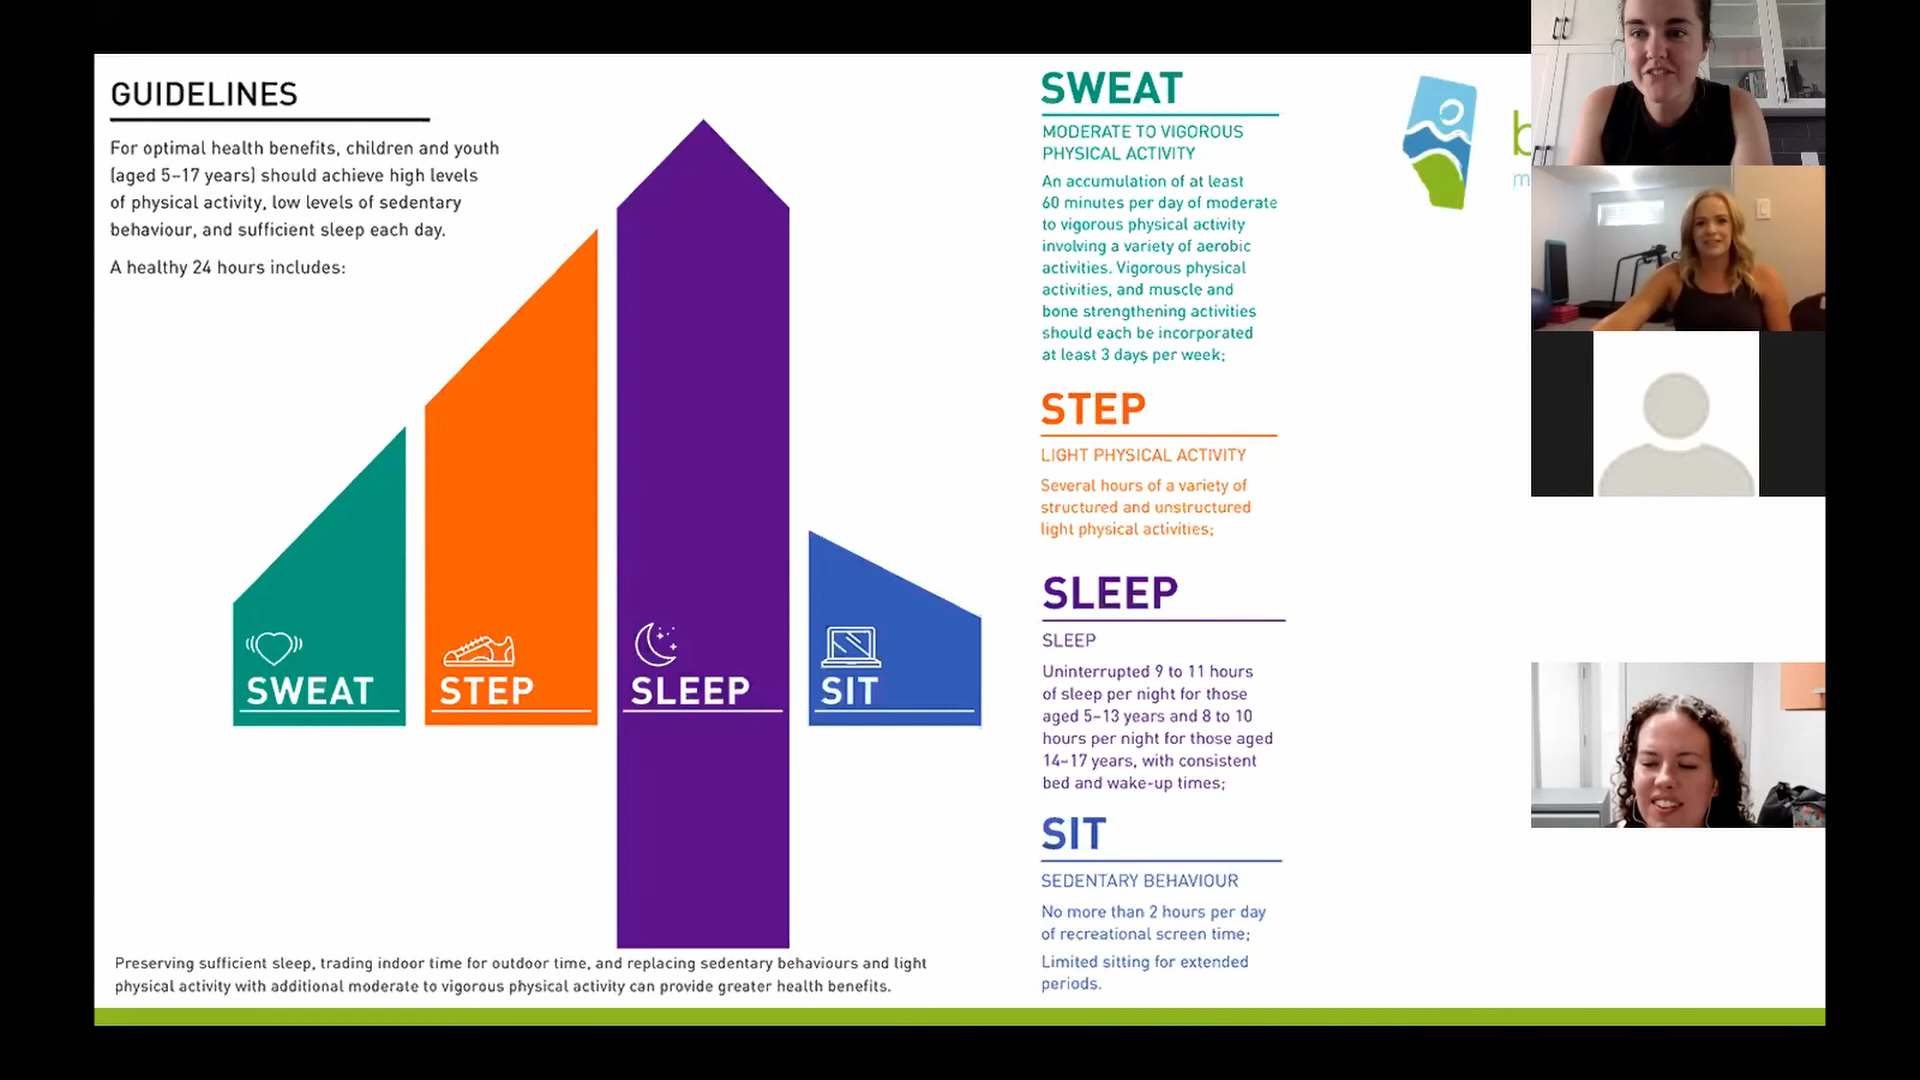 GUIDELINES
For optimal health benefits, children and youth
(aged 5–17 years) should achieve high levels
of physical activity, low levels of sedentary
behaviour, and sufficient sleep each day.
A healthy 24 hours includes:
SWEAT
STEP
SLEEP
SIT
Preserving sufficient sleep, trading indoor time for outdoor time, and replacing sedentary behaviours and light
physical activity with additional moderate to vigorous physical activity can provide greater health benefits.
SWEAT
MODERATE TO VIGOROUS
PHYSICAL ACTIVITY
An accumulation of at least
60 minutes per day of moderate
to vigorous physical activity
involving a variety of aerobic
activities. Vigorous physical
activities, and muscle and
bone strengthening activities
should each be incorporated
at least 3 days per week;
STEP
LIGHT PHYSICAL ACTIVITY
Several hours of a variety of
structured and unstructured
light physical activities;
SLEEP
SLEEP
Uninterrupted 9 to 11 hours
of sleep per night for those
aged 5–13 years and 8 to 10
hours per night for those aged
14–17 years, with consistent
bed and wake-up times;
SIT
SEDENTARY BEHAVIOUR
No more than 2 hours per day
of recreational screen time;
Limited sitting for extended
periods.